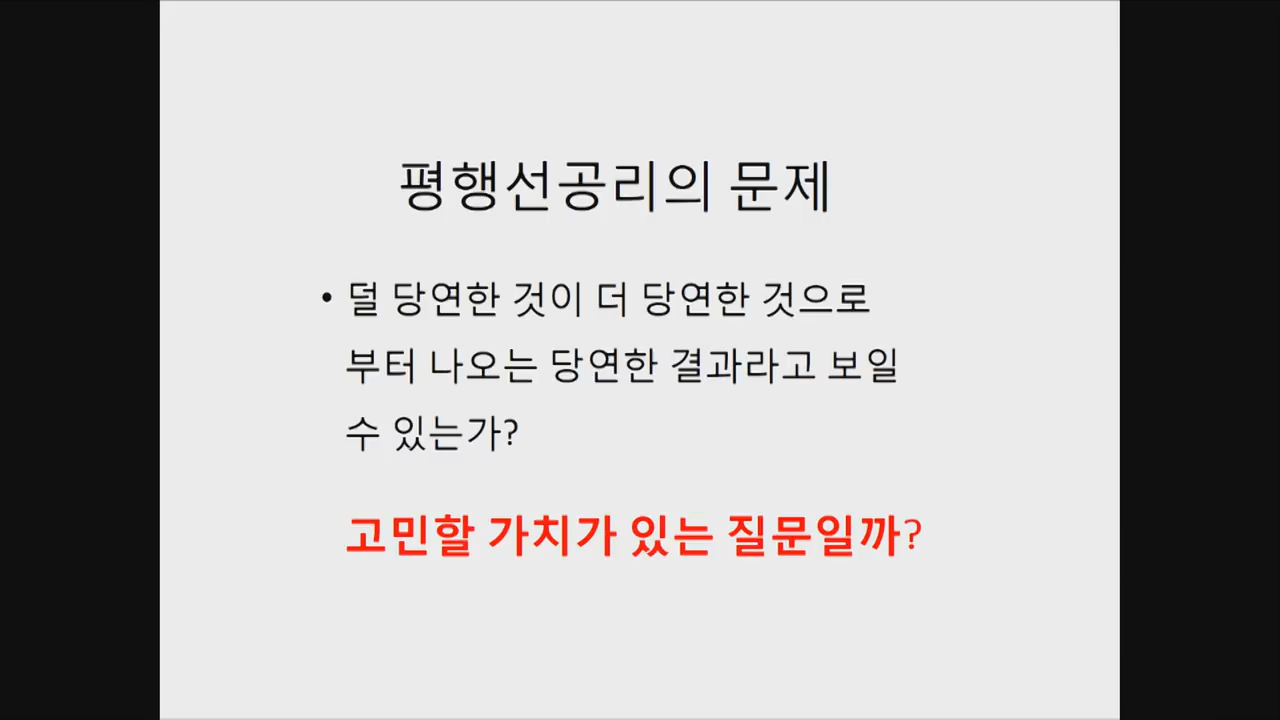 평행선공리의 문제
• 덜 당연한 것이 더 당연한 것으로
부터 나오는 당연한 결과라고 보일
수 있는가?
고민할 가치가 있는 질문일까?